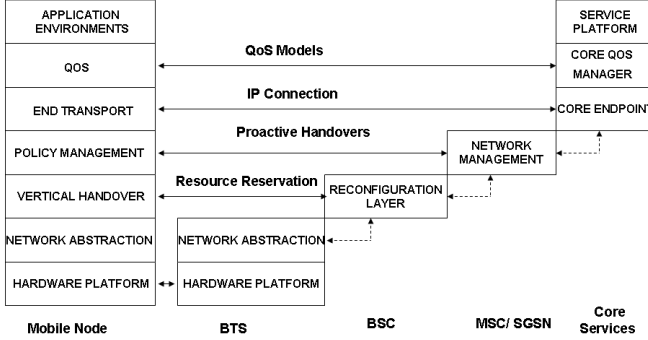 APPLICATION
ENVIRONMENTS
SERVICE
PLATFORM
QOS
QoS Models
CORE QOS
MANAGER
END TRANSPORT
IP Connection
CORE ENDPOINT
POLICY MANAGEMENT
Proactive Handovers
NETWORK
MANAGEMENT
VERTICAL HANDOVER
Resource Reservation
RECONFIGURATION
LAYER
NETWORK ABSTRACTION
NETWORK ABSTRACTION
HARDWARE PLATFORM
HARDWARE PLATFORM
Mobile Node
BTS
BSC
MSC/ SGSN
Core
Services